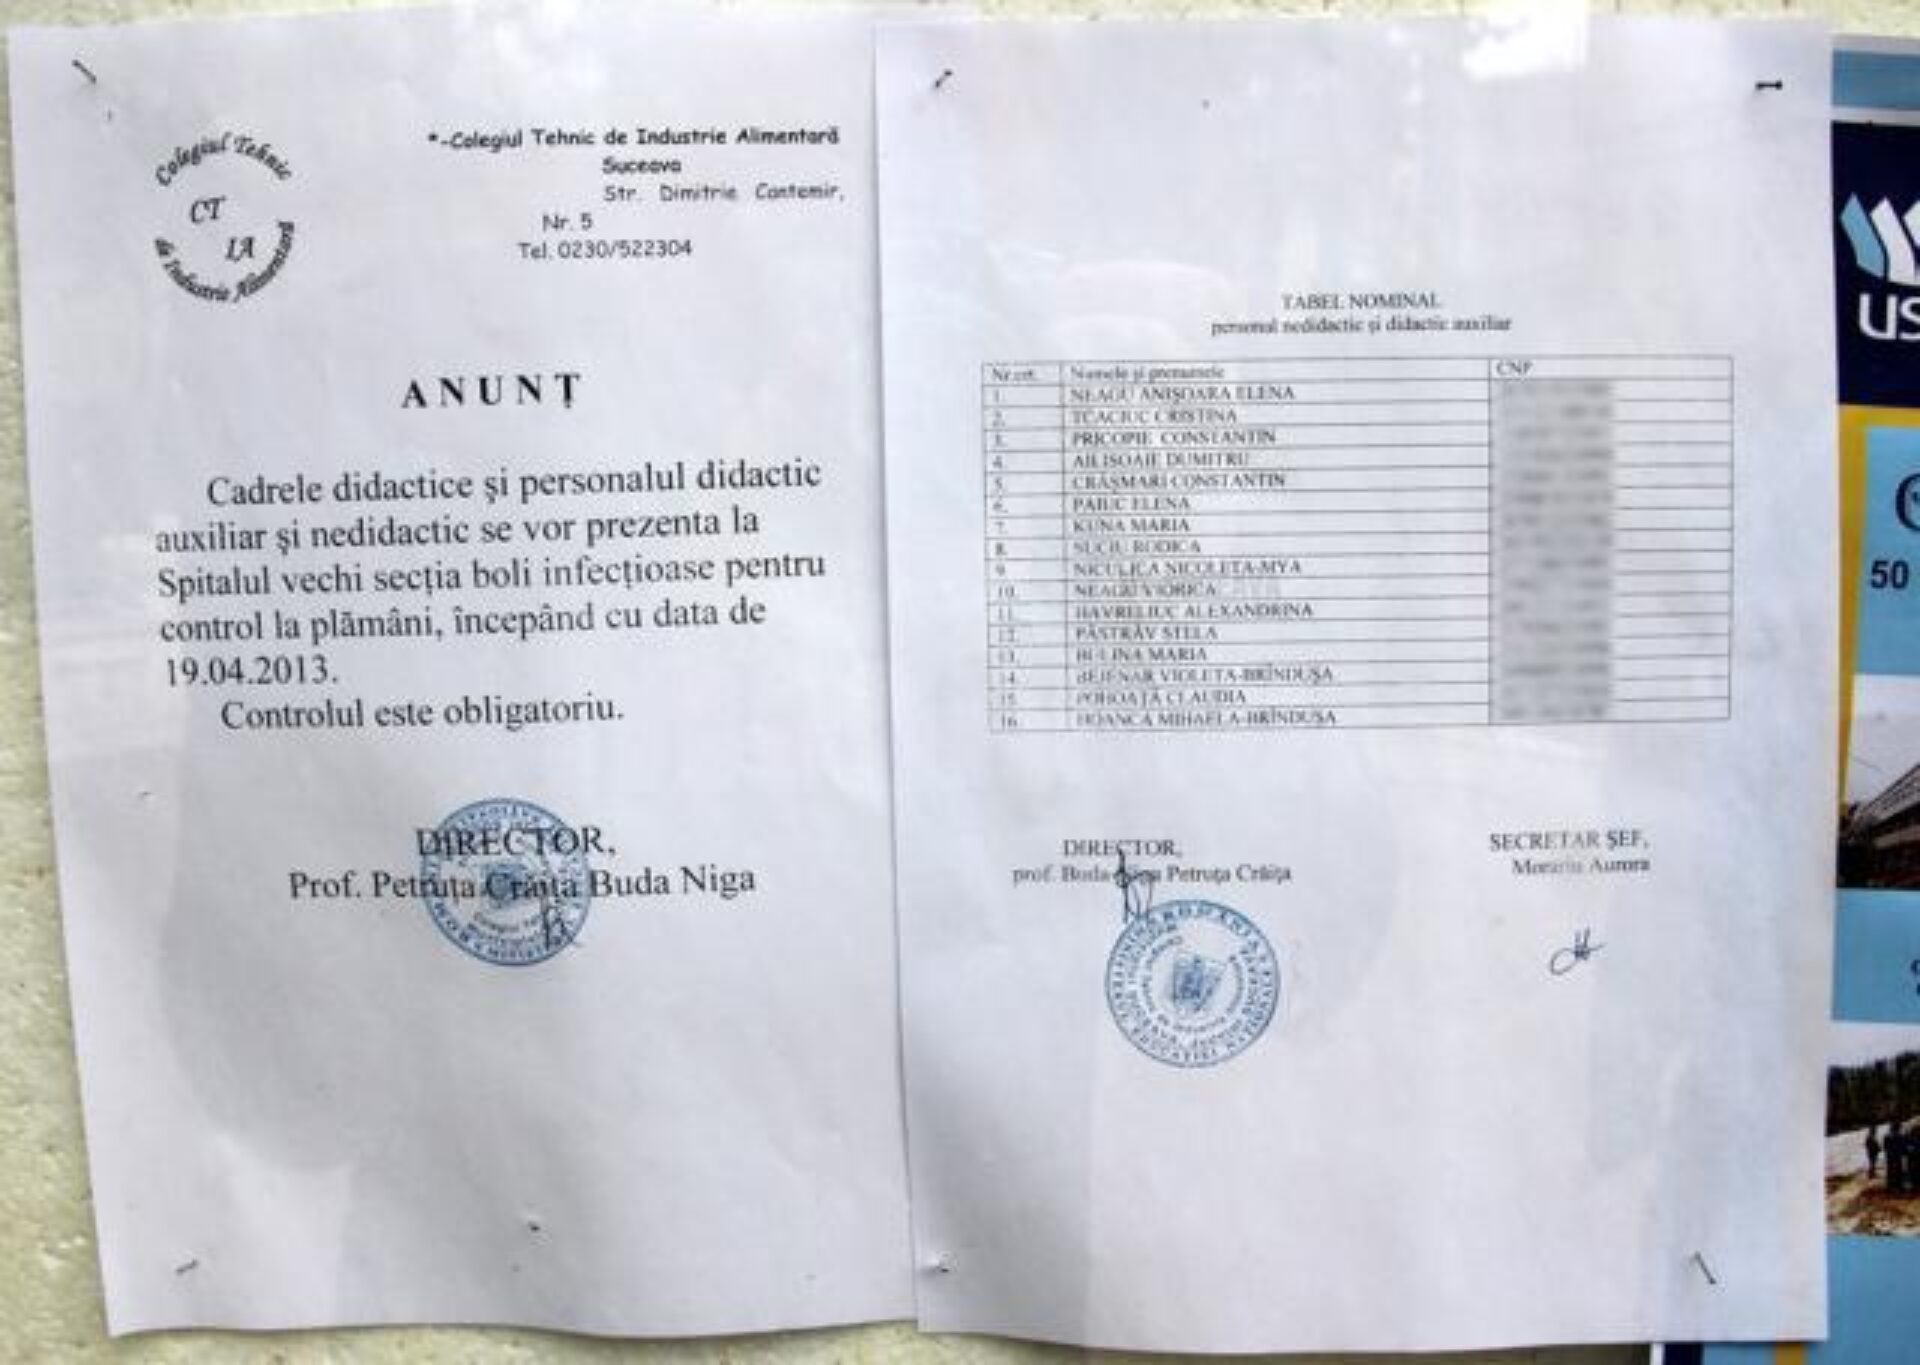 Colegiul Tehnic
CT
IA
de Industrie Alimentară
*-Colegiul Tehnic de Industrie Alimentară
Suceava
Str. Dimitrie Cantemir,
Nr. 5
Tel. 0230/522304
ANUNȚ
Cadrele didactice și personalul didactic
auxiliar și nedidactic se vor prezenta la
Spitalul vechi secția boli infecțioase pentru
control la plămâni, începând cu data de
19.04.2013.
Controlul este obligatoriu.
DIRECTOR,
Prof. Petruța Crăița Buda Niga
TABEL NOMINAL
personal nedidactic și didactic auxiliar
Nr.crt. Numele și prenumele CNP
1. NEAGU ANIȘOARA ELENA
2. TCACIUC CRISTINA
3. PRICOPIE CONSTANTIN
4. AILISOAIE DUMITRU
5. CRĂȘMARI CONSTANTIN
6. PAIUC ELENA
7. KUNA MARIA
8. SUCIU RODICA
9. NICULICA NICOLETA-MYA
10. NEAGU VIORICA
11. HAVRELIUC ALEXANDRINA
12. PĂSTRĂV STELA
13. MARIA
14. BEJENAR VIOLETA-BRÎNDUȘA
15. POHOAȚĂ CLAUDIA
16. HOANCĂ MIHAELA-BRÎNDUȘA
DIRECTOR,
prof. Buda Niga Petruța Crăița
SECRETAR ȘEF,
Morariu Aurora
US
50